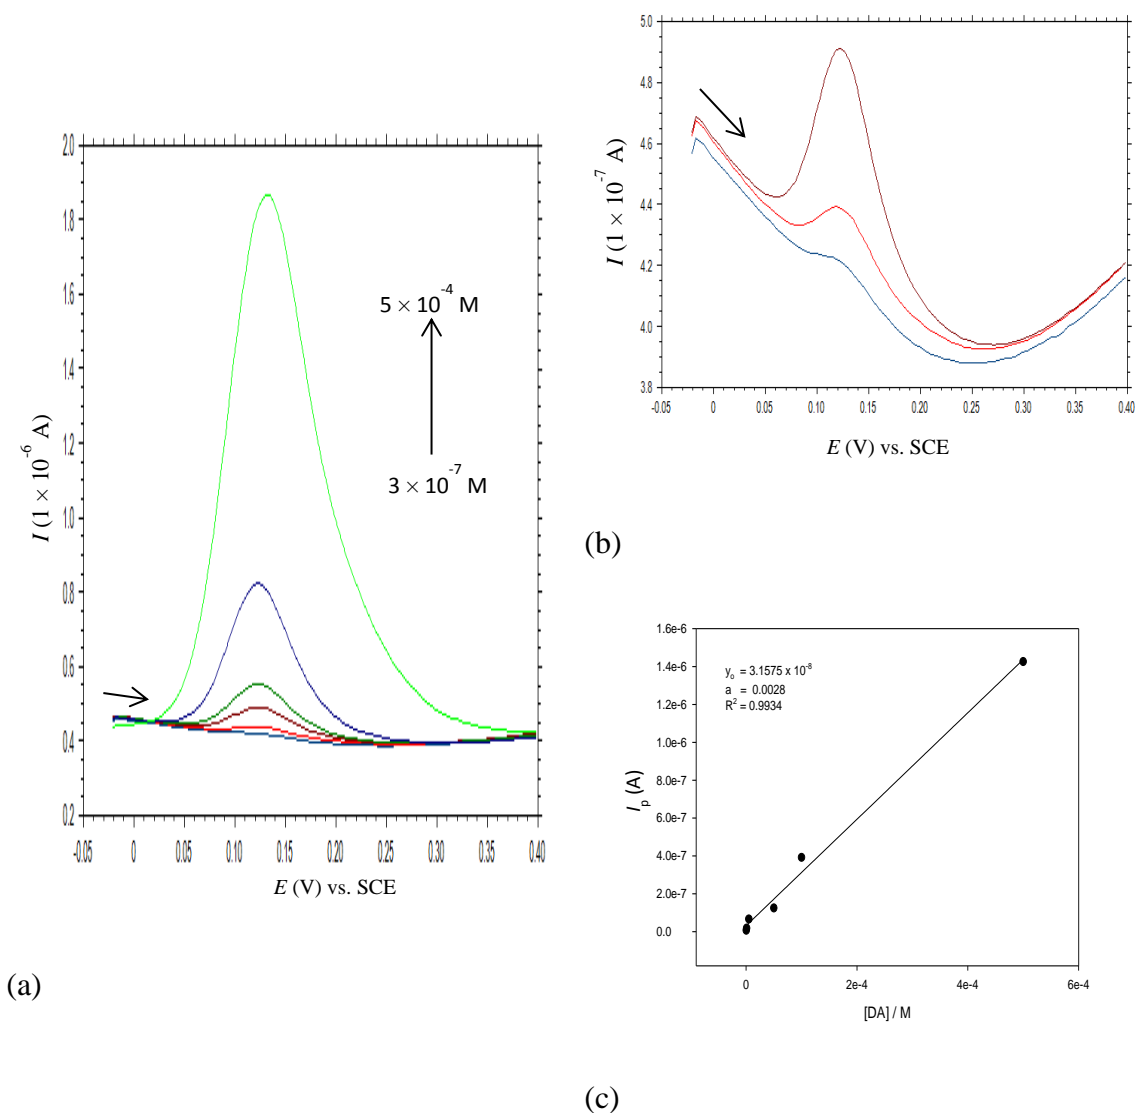 2.0
1.8
1.6
1.4
1.2
1.0
0.8
0.6
0.4
0.2
-0.05 0 0.05 0.10 0.15 0.20 0.25 0.30 0.35 0.40
I (1 × 10⁻⁶ A)
5 × 10⁻⁴ M
3 × 10⁻⁷ M
E (V) vs. SCE
(a)
5.0
4.8
4.6
4.4
4.2
4.0
3.8
-0.05 0 0.05 0.10 0.15 0.20 0.25 0.30 0.35 0.40
I (1 × 10⁻⁷ A)
E (V) vs. SCE
(b)
1.6e-6
1.4e-6
1.2e-6
1.0e-6
8.0e-7
6.0e-7
4.0e-7
2.0e-7
0.0
Iₚ (A)
y₀ = 3.1575 x 10⁻⁸
a = 0.0028
R² = 0.9934
0 2e-4 4e-4 6e-4
[DA] / M
(c)